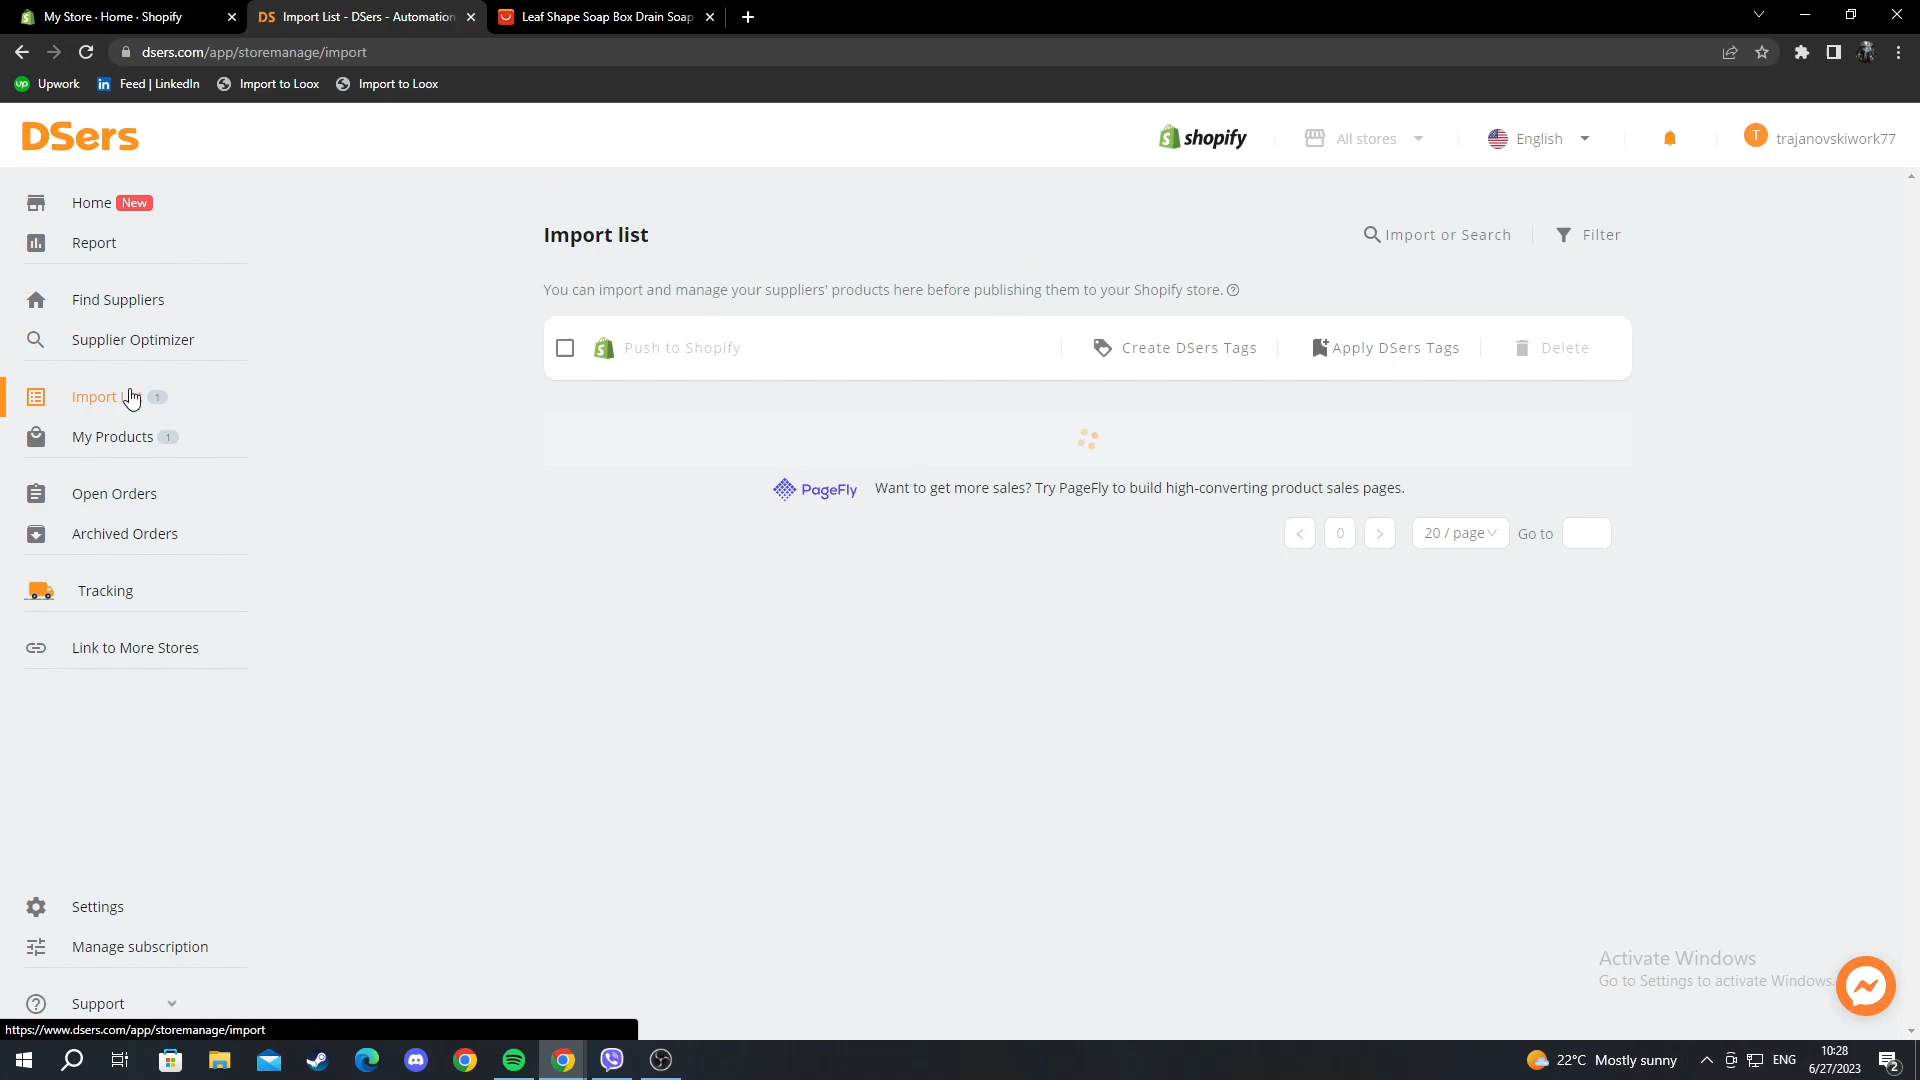 My Store · Home · Shopify
DS Import List - DSers - Automation
Leaf Shape Soap Box Drain Soap
dsers.com/app/storemanage/import
up Upwork
in Feed | LinkedIn
Import to Loox
Import to Loox
DSers
shopify
All stores
English
T trajanovskiwork77
Home New
Report
Find Suppliers
Supplier Optimizer
Import 1
My Products 1
Open Orders
Archived Orders
Tracking
Link to More Stores
Settings
Manage subscription
Support
Import list
Import or Search
Filter
You can import and manage your suppliers' products here before publishing them to your Shopify store.
Push to Shopify
Create DSers Tags
Apply DSers Tags
Delete
PageFly Want to get more sales? Try PageFly to build high-converting product sales pages.
< 0 > 20 / page Go to
Activate Windows
Go to Settings to activate Windows.
https://www.dsers.com/app/storemanage/import
22°C Mostly sunny
ENG
10:28
6/27/2023
2